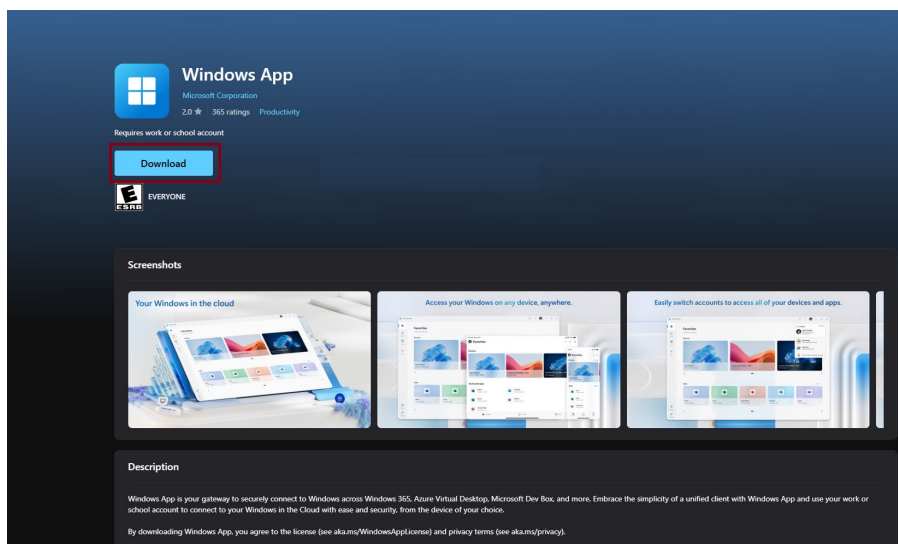 Windows App
Microsoft Corporation
2.0 ★ 365 ratings Productivity
Requires work or school account
Download
E
ESRB
EVERYONE
Screenshots
Your Windows in the cloud
Access your Windows on any device, anywhere.
Easily switch accounts to access all of your devices and apps.
Favorites
Favorites
Favorites
Description
Windows App is your gateway to securely connect to Windows across Windows 365, Azure Virtual Desktop, Microsoft Dev Box, and more. Embrace the simplicity of a unified client with Windows App and use your work or
school account to connect to your Windows in the Cloud with ease and security, from the device of your choice.
By downloading Windows App, you agree to the license (see aka.ms/WindowsAppLicense) and privacy terms (see aka.ms/privacy).